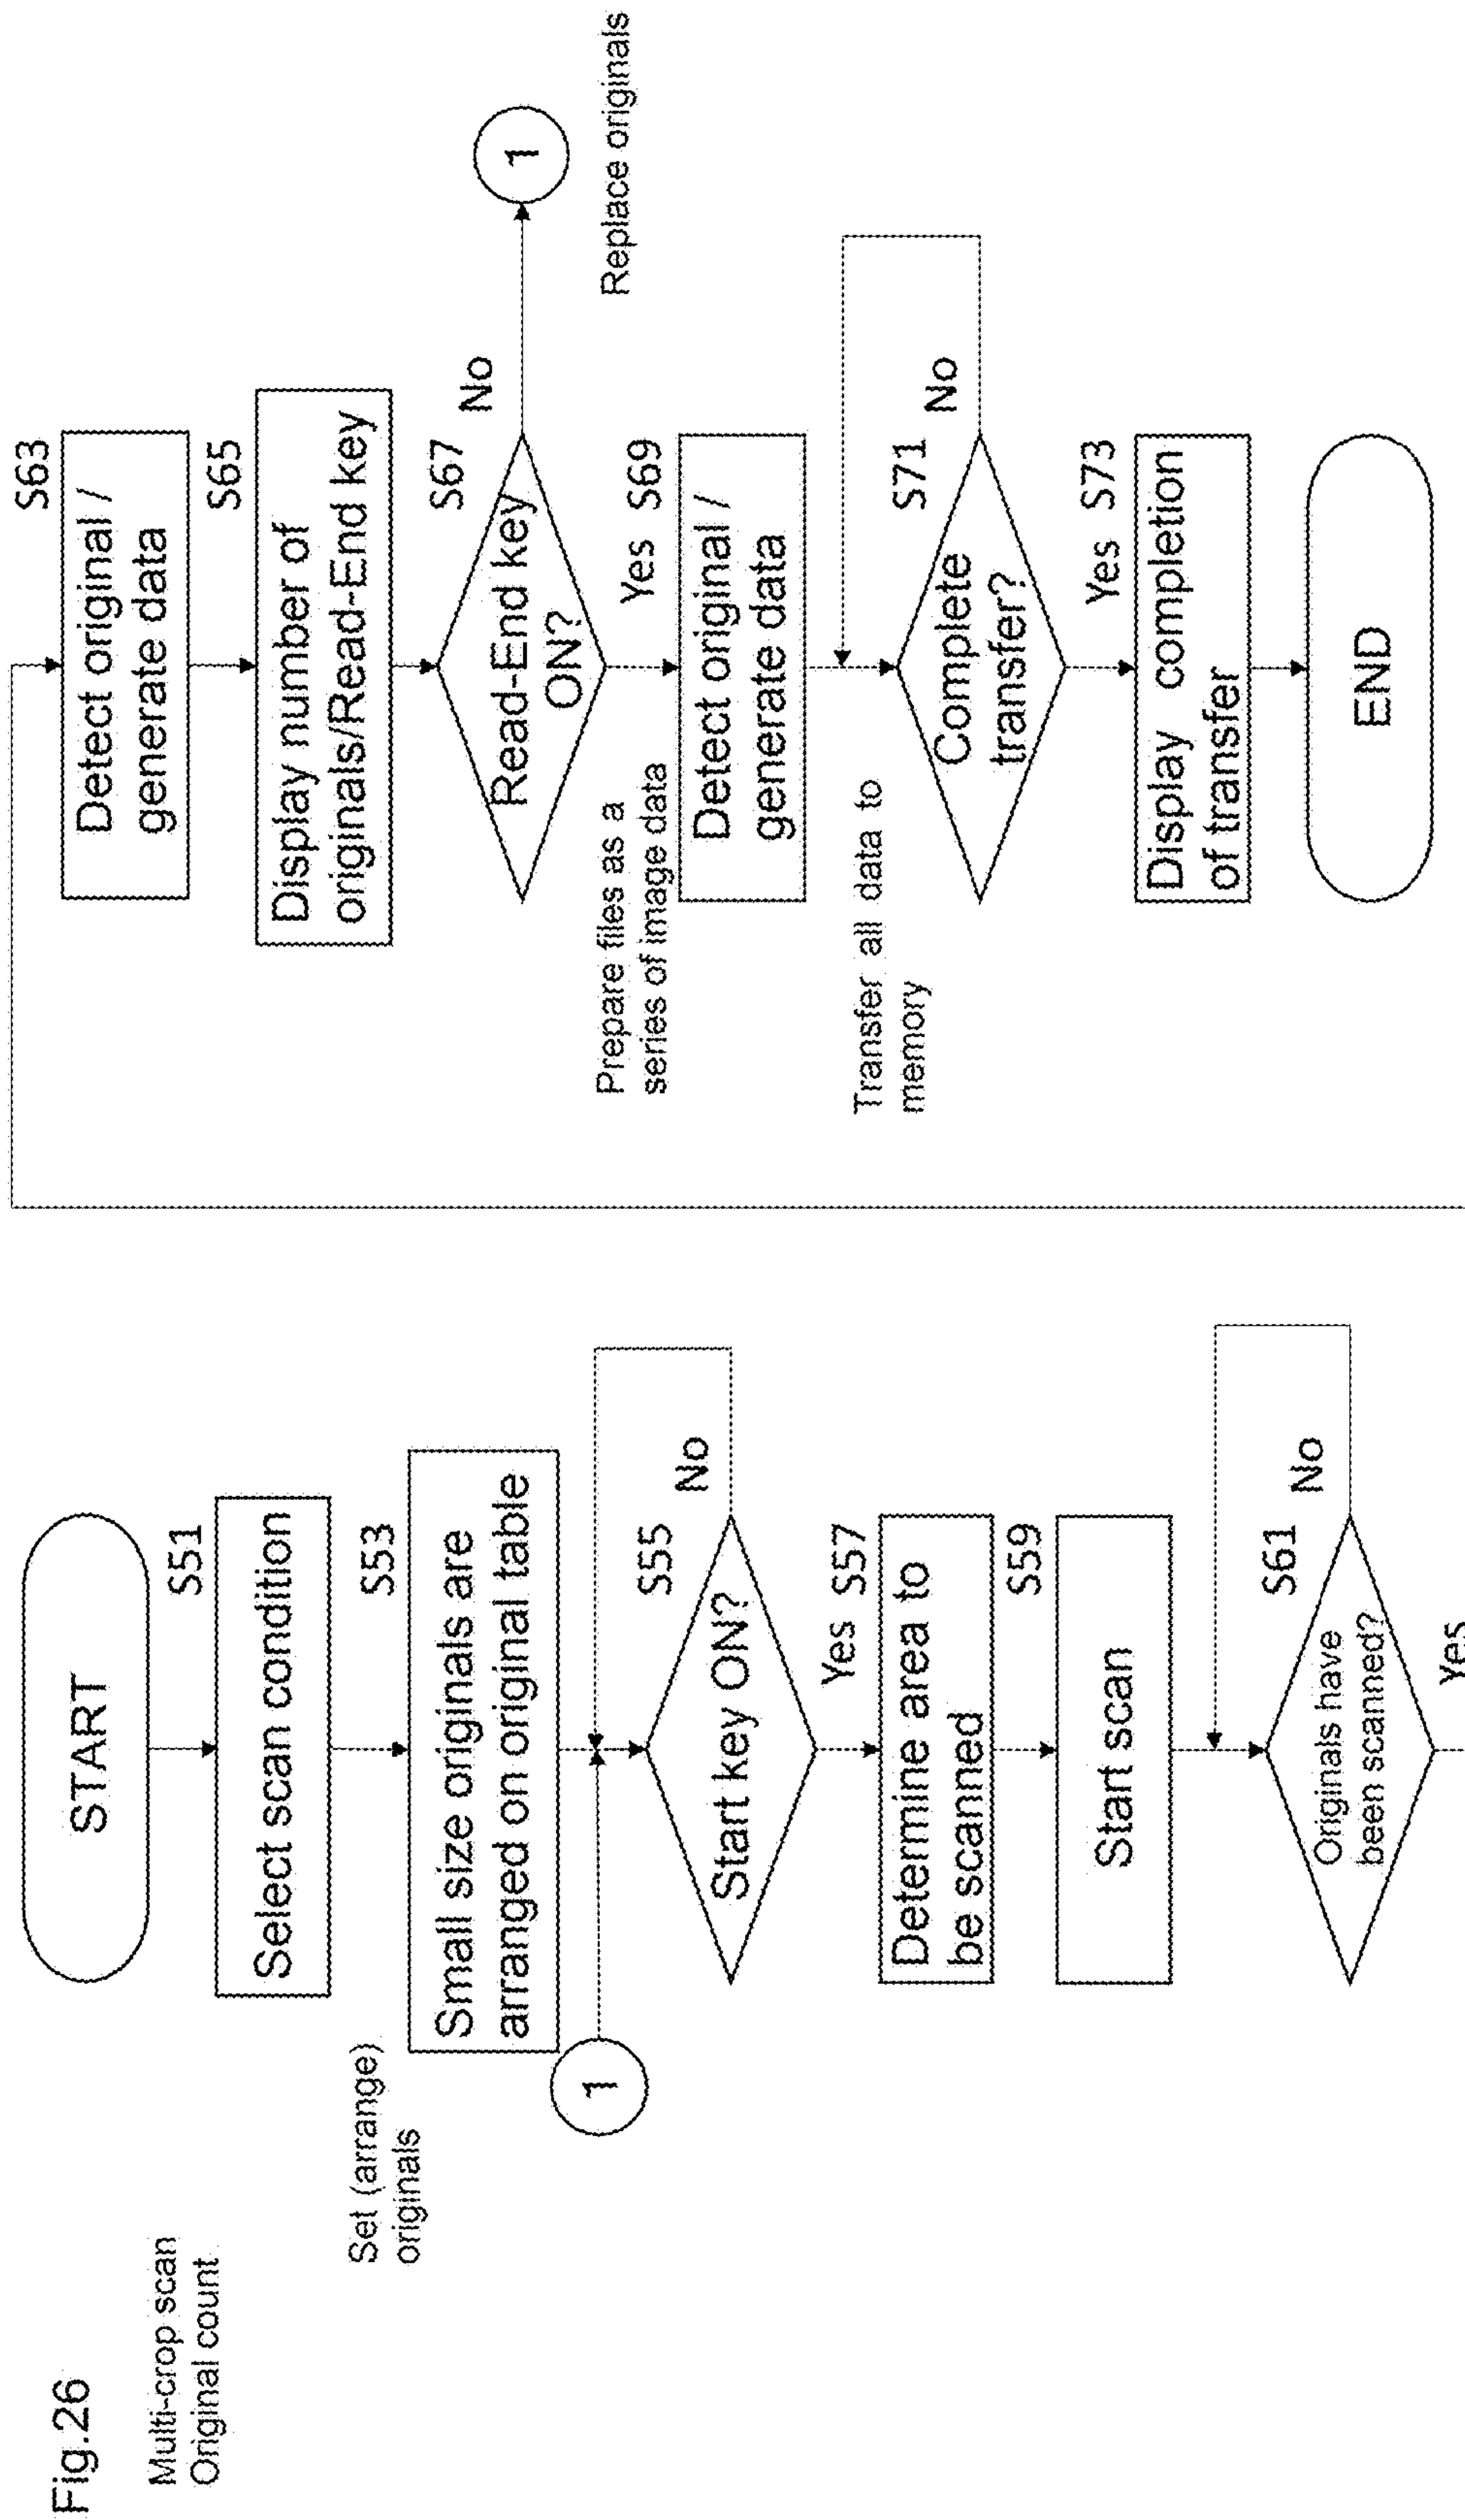 Fig.26
Multi-crop scan
Original count
START
S51
Select scan condition
Set (arrange)
originals
S53
Small size originals are
arranged on original table
1
S55
Start key ON?
No
Yes S57
Determine area to
be scanned
S59
Start scan
S61
Originals have
been scanned?
No
Yes
S63
Detect original /
generate data
S65
Display number of
originals/Read-End key
S67
Read-End key
ON?
No
1
Replace originals
Prepare files as a
series of image data
Yes S69
Detect original /
generate data
Transfer all data to
memory
S71
Complete
transfer?
No
Yes S73
Display completion
of transfer
END